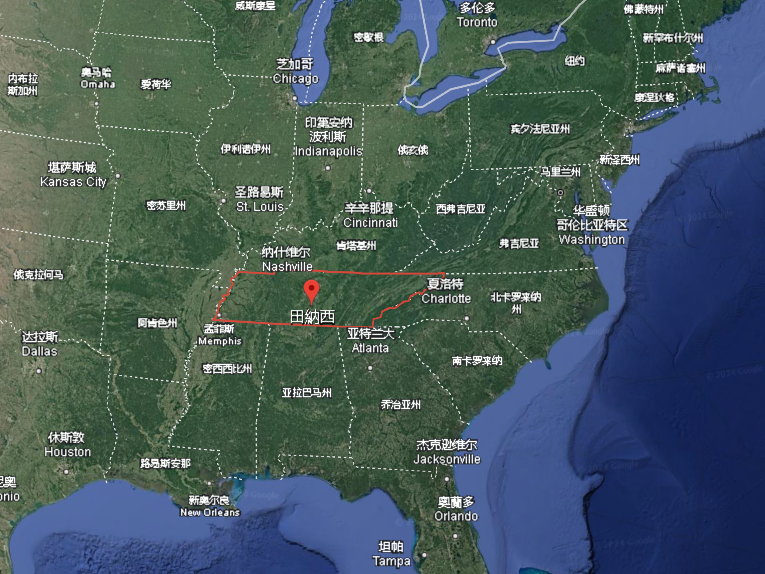 威斯康星
多伦多
Toronto
佛蒙特州
密歇根
新罕布什尔州
芝加哥
Chicago
纽约
内布拉
斯加州
奥马哈
Omaha
爱荷华
麻萨诸塞州
康涅狄格
印第安纳
波利斯
Indianapolis
宾夕法尼亚州
伊利诺伊州
俄亥俄
新泽西州
马里兰州
堪萨斯城
Kansas City
圣路易斯
St. Louis
辛辛那提
Cincinnati
密苏里州
西弗吉尼亚
华盛顿
哥伦比亚特区
Washington
肯塔基州
弗吉尼亚
纳什维尔
Nashville
俄克拉何马
夏洛特
Charlotte
北卡罗来纳
州
田納西
阿肯色州
孟菲斯
Memphis
达拉斯
Dallas
亚特兰大
Atlanta
南卡罗来纳
密西西比州
亚拉巴马州
乔治亚州
休斯敦
Houston
杰克逊维尔
Jacksonville
路易斯安那
新奥尔良
New Orleans
奧蘭多
Orlando
坦帕
Tampa